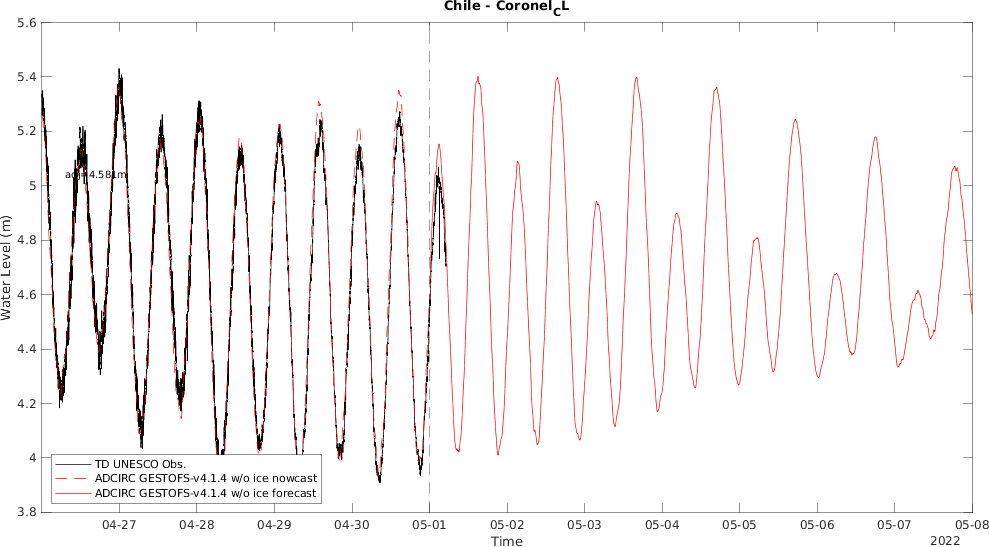 Chile - Coronel_CL
5.6
5.4
5.2
5
4.8
4.6
4.4
4.2
4
3.8
Water Level (m)
adj=4.581m
TD UNESCO Obs.
ADCIRC GESTOFS-v4.1.4 w/o ice nowcast
ADCIRC GESTOFS-v4.1.4 w/o ice forecast
04-27 04-28 04-29 04-30 05-01 05-02 05-03 05-04 05-05 05-06 05-07 05-08
Time
2022